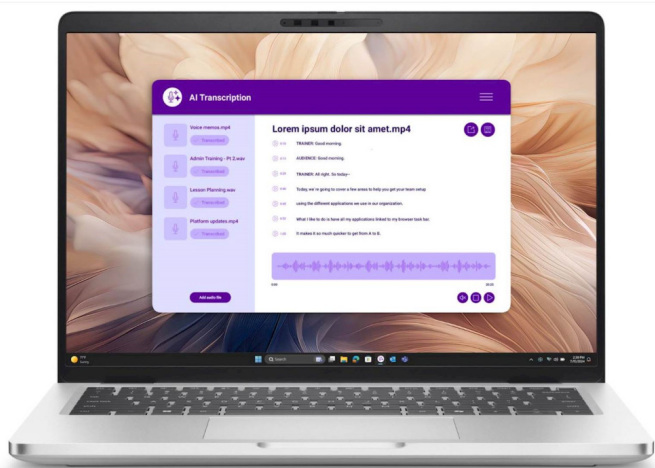 AI Transcription
Voice memos.mp4
Transcribed
Admin Training - Pt 2.wav
Transcribed
Lesson Planning.wav
Transcribed
Platform updates.mp4
Transcribed
Add audio file
Lorem ipsum dolor sit amet.mp4
TRAINER: Good morning.
AUDIENCE: Good morning.
TRAINER: All right. So today–
Today we're going to cover a few areas to help you get your team setup
using the different applications we use in our organization.
What I like to do is have all my applications linked to my browser task bar.
It makes it so much quicker to get from A to B.
0:00
Search